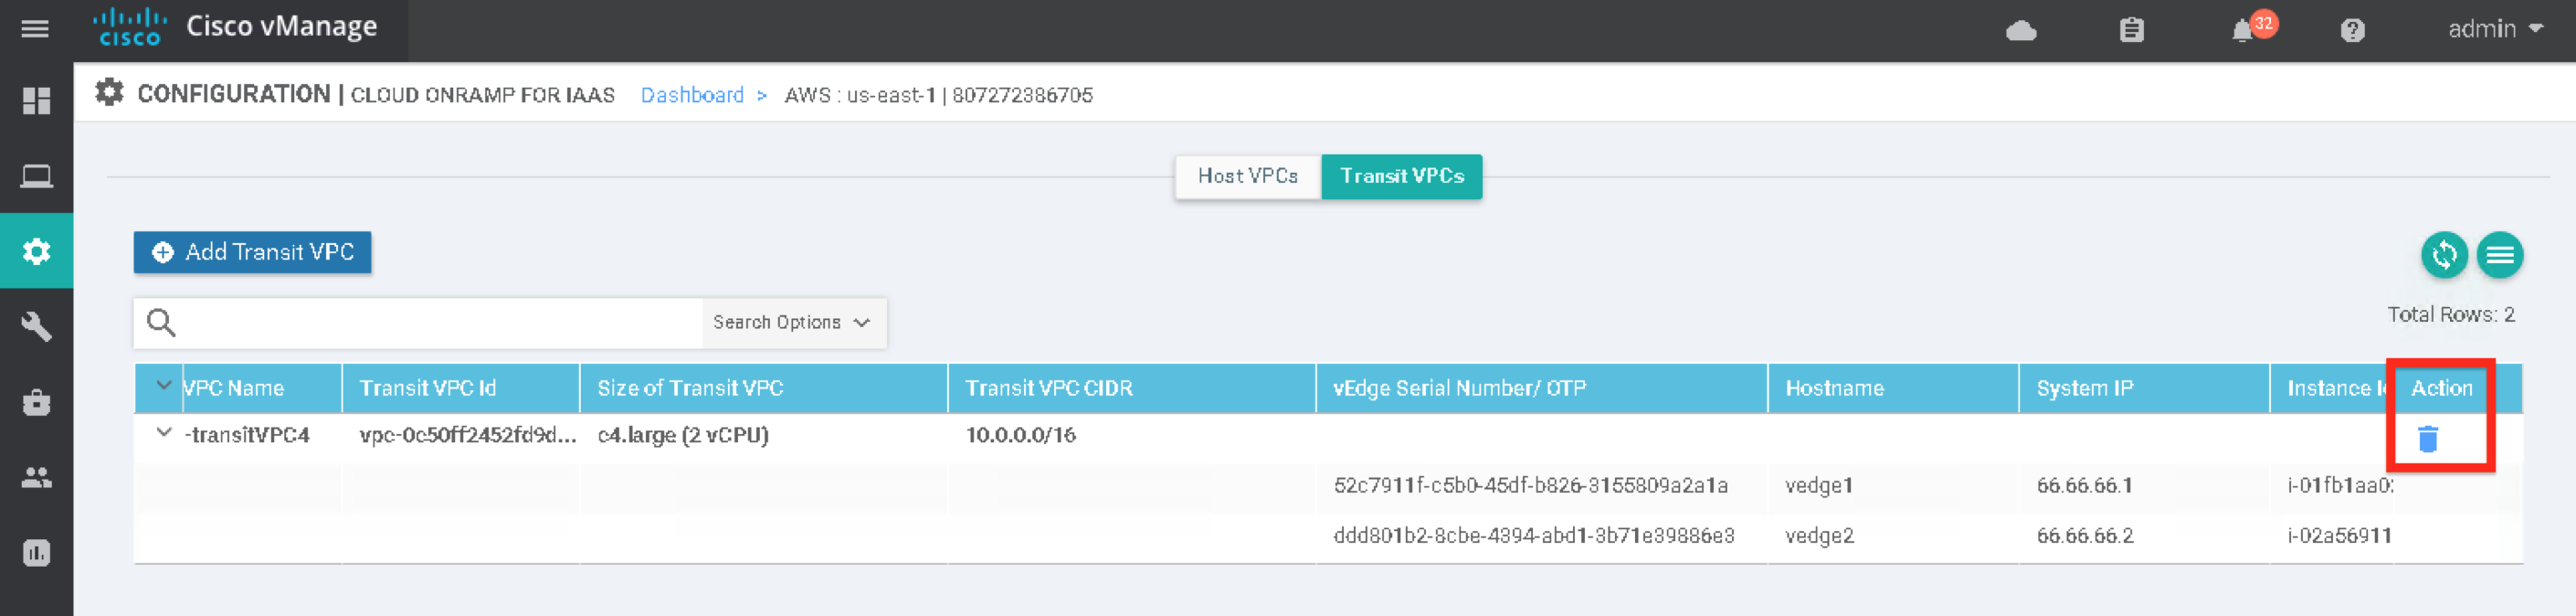 cisco Cisco vManage 32 admin
CONFIGURATION | CLOUD ONRAMP FOR IAAS Dashboard > AWS : us-east-1 | 807272386705
Host VPCs Transit VPCs
Add Transit VPC
Search Options
Total Rows: 2
VPC Name Transit VPC Id Size of Transit VPC Transit VPC CIDR vEdge Serial Number/ OTP Hostname System IP Instance I Action
-transitVPC4 vpc-0c50ff2452fd9d... c4.large (2 vCPU) 10.0.0.0/16
52c7911f-c5b0-45df-b826-3155809a2a1a vedge1 66.66.66.1 i-01fb1aa0
ddd801b2-8cbe-4394-abd1-3b71e39886e3 vedge2 66.66.66.2 i-02a56911